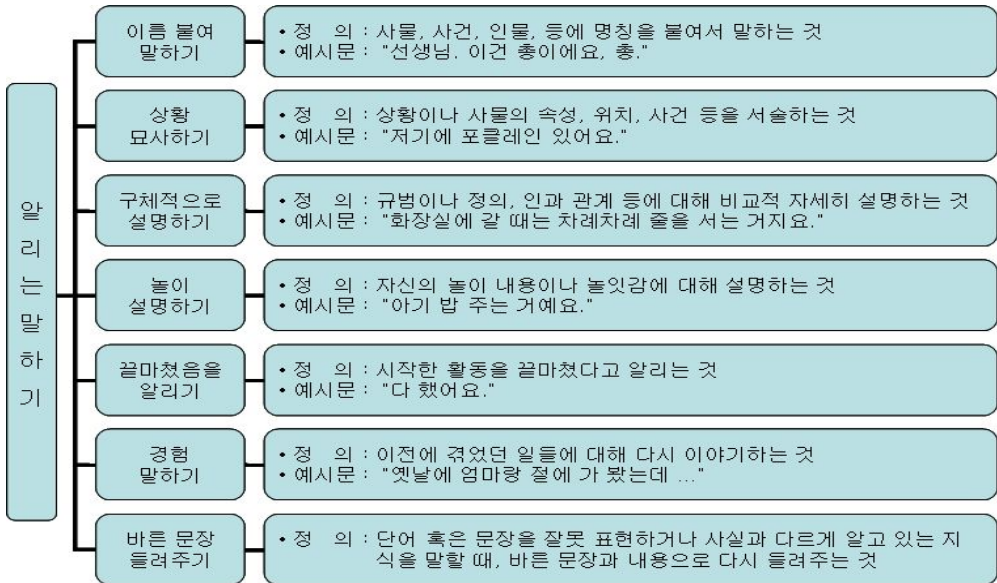 알리는말하기
이름 붙여
말하기
• 정 의 : 사물, 사건, 인물, 등에 명칭을 붙여서 말하는 것
• 예시문 : "선생님. 이건 총이에요, 총."
상황
묘사하기
• 정 의 : 상황이나 사물의 속성, 위치, 사건 등을 서술하는 것
• 예시문 : "저기에 포클레인 있어요."
구체적으로
설명하기
• 정 의 : 규범이나 정의, 인과 관계 등에 대해 비교적 자세히 설명하는 것
• 예시문 : "화장실에 갈 때는 차례차례 줄을 서는 거지요."
놀이
설명하기
• 정 의 : 자신의 놀이 내용이나 놀잇감에 대해 설명하는 것
• 예시문 : "아기 밥 주는 거예요."
끝마쳤음을
알리기
• 정 의 : 시작한 활동을 끝마쳤다고 알리는 것
• 예시문 : "다 했어요."
경험
말하기
• 정 의 : 이전에 겪었던 일들에 대해 다시 이야기하는 것
• 예시문 : "옛날에 엄마랑 절에 가 봤는데 ..."
바른 문장
들려주기
• 정 의 : 단어 혹은 문장을 잘못 표현하거나 사실과 다르게 알고 있는 지
식을 말할 때, 바른 문장과 내용으로 다시 들려주는 것